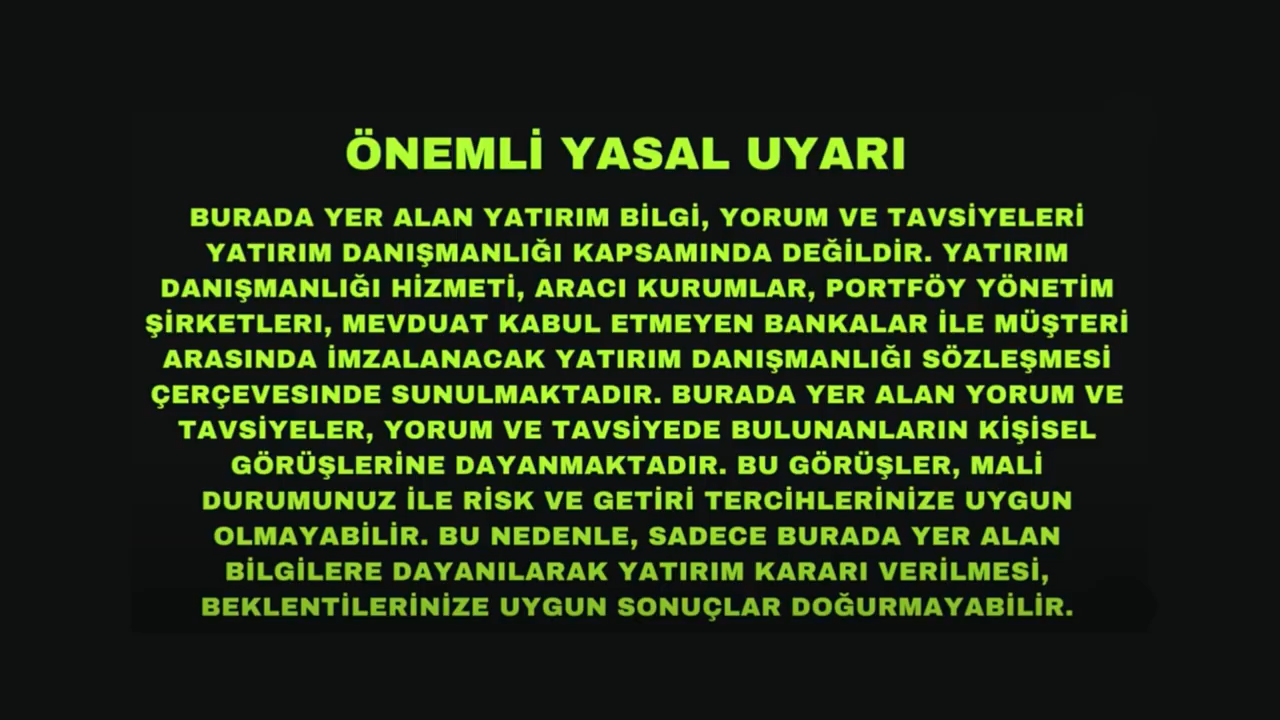 ÖNEMLİ YASAL UYARI
BURADA YER ALAN YATIRIM BİLGİ, YORUM VE TAVSİYELERİ
YATIRIM DANIŞMANLIĞI KAPSAMINDA DEĞİLDİR. YATIRIM
DANIŞMANLIĞI HİZMETİ, ARACI KURUMLAR, PORTFÖY YÖNETİM
ŞİRKETLERI, MEVDUAT KABUL ETMEYEN BANKALAR İLE MÜŞTERİ
ARASINDA İMZALANACAK YATIRIM DANIŞMANLIĞI SÖZLEŞMESİ
ÇERÇEVESINDE SUNULMAKTADIR. BURADA YER ALAN YORUM VE
TAVSİYELER, YORUM VE TAVSİYEDE BULUNANLARIN KİŞİSEL
GÖRÜŞLERİNE DAYANMAKTADIR. BU GÖRÜŞLER, MALİ
DURUMUNUZ İLE RİSK VE GETİRİ TERCİHLERİNİZE UYGUN
OLMAYABİLİR. BU NEDENLE, SADECE BURADA YER ALAN
BİLGİLERE DAYANILARAK YATIRIM KARARI VERİLMESİ,
BEKLENTİLERİNİZE UYGUN SONUÇLAR DOĞURMAYABİLİR.